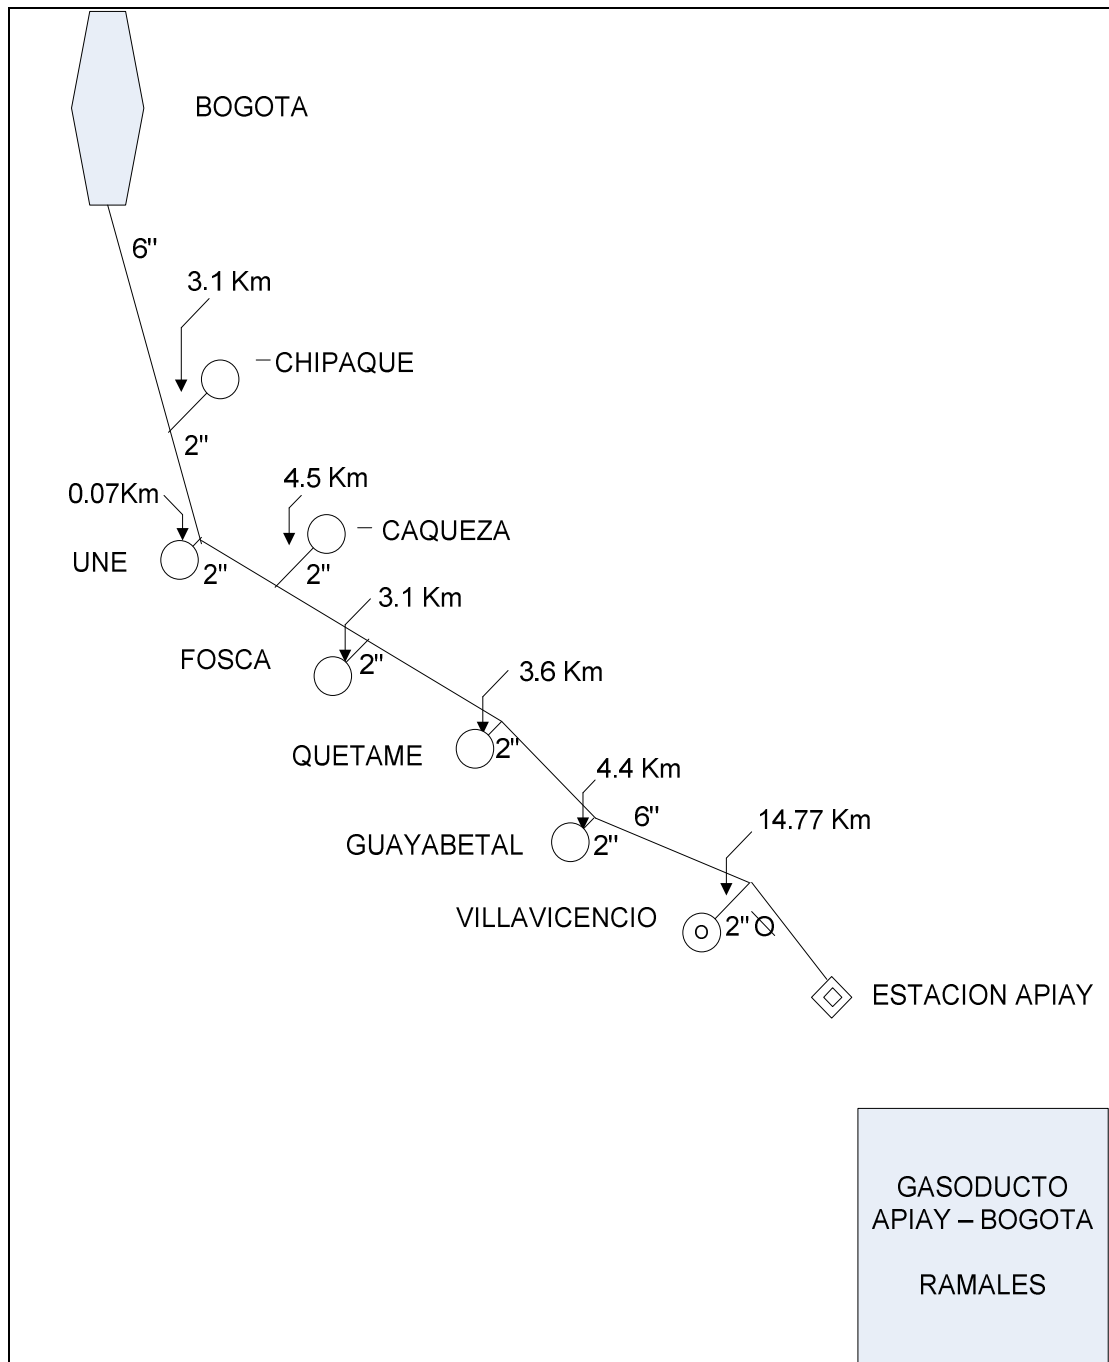 BOGOTA
6"
3.1 Km
CHIPAQUE
2"
0.07Km
4.5 Km
CAQUEZA
UNE
2"
2"
3.1 Km
FOSCA
2"
3.6 Km
QUETAME
2"
4.4 Km
GUAYABETAL
2"
6"
14.77 Km
VILLAVICENCIO
O
2" Ø
ESTACION APIAY
GASODUCTO
APIAY – BOGOTA
RAMALES